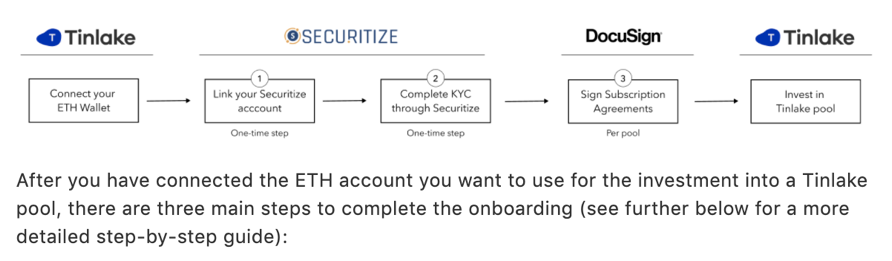 Tinlake
SECURITIZE
DocuSign
Tinlake
Connect your
ETH Wallet
1
Link your Securitize
acccount
One-time step
2
Complete KYC
through Securitize
One-time step
3
Sign Subscription
Agreements
Per pool
Invest in
Tinlake pool
After you have connected the ETH account you want to use for the investment into a Tinlake
pool, there are three main steps to complete the onboarding (see further below for a more
detailed step-by-step guide):